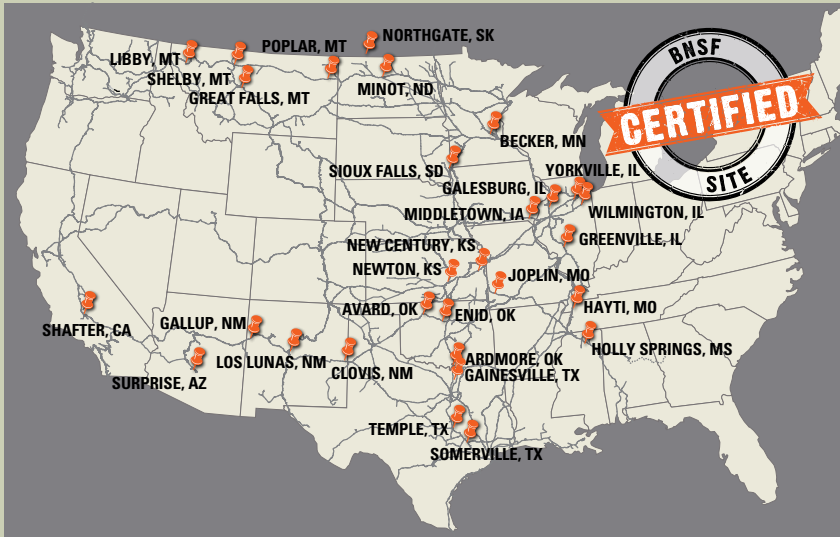 NORTHGATE, SK
POPLAR, MT
LIBBY, MT
SHELBY, MT
GREAT FALLS, MT
MINOT, ND
BNSF
CERTIFIED
SITE
BECKER, MN
SIOUX FALLS, SD
YORKVILLE, IL
GALESBURG, IL
MIDDLETOWN, IA
WILMINGTON, IL
GREENVILLE, IL
NEW CENTURY, KS
NEWTON, KS
JOPLIN, MO
AVARD, OK
ENID, OK
HAYTI, MO
SHAFTER, CA
GALLUP, NM
LOS LUNAS, NM
CLOVIS, NM
SURPRISE, AZ
HOLLY SPRINGS, MS
ARDMORE, OK
GAINESVILLE, TX
TEMPLE, TX
SOMERVILLE, TX